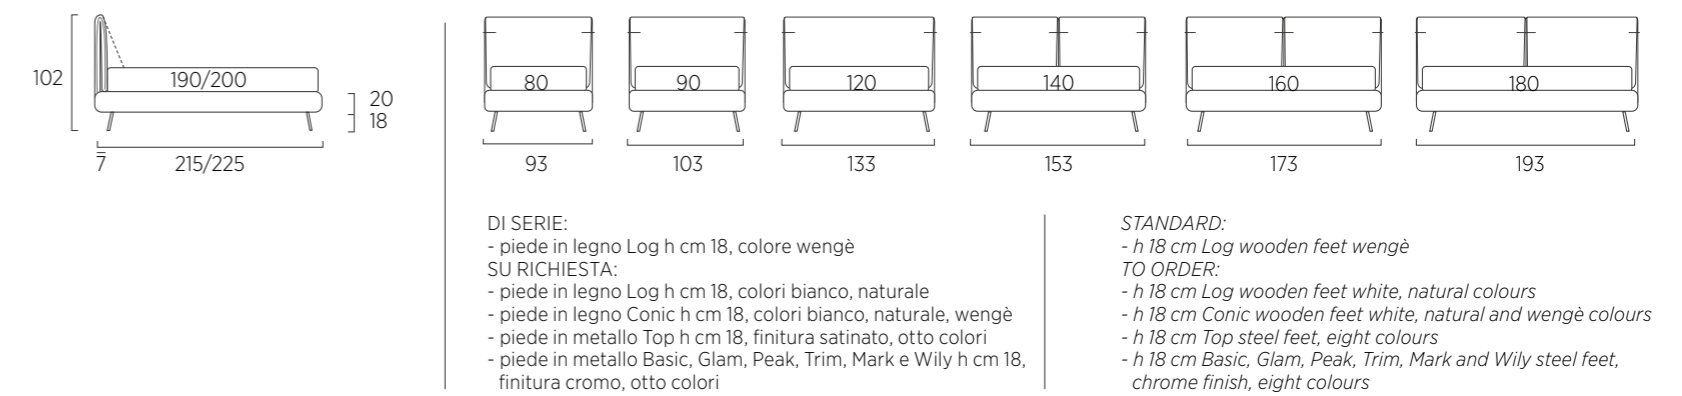 102
190/200
20
18
7
215/225
80
90
120
140
160
180
93
103
133
153
173
193
DI SERIE:
- piede in legno Log h cm 18, colore wengè
SU RICHIESTA:
- piede in legno Log h cm 18, colori bianco, naturale
- piede in legno Conic h cm 18, colori bianco, naturale, wengè
- piede in metallo Top h cm 18, finitura satinato, otto colori
- piede in metallo Basic, Glam, Peak, Trim, Mark e Wily h cm 18,
finitura cromo, otto colori
STANDARD:
- h 18 cm Log wooden feet wengè
TO ORDER:
- h 18 cm Log wooden feet white, natural colours
- h 18 cm Conic wooden feet white, natural and wengè colours
- h 18 cm Top steel feet, eight colours
- h 18 cm Basic, Glam, Peak, Trim, Mark and Wily steel feet,
chrome finish, eight colours